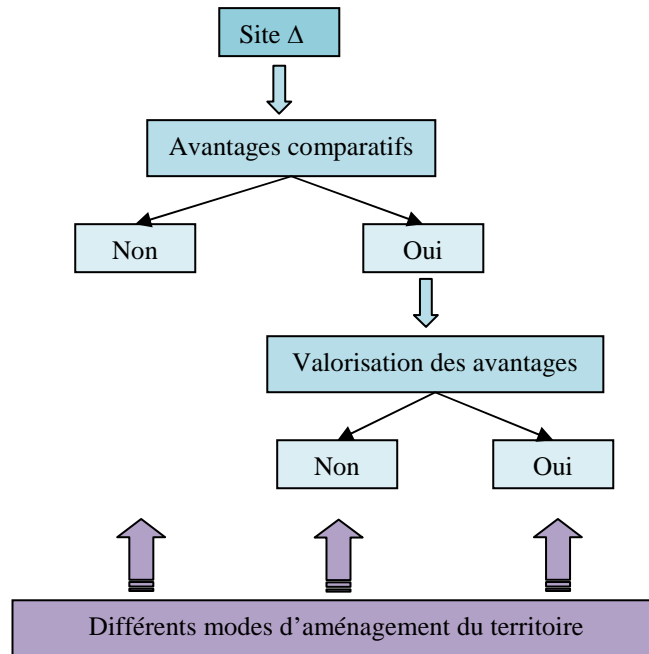 Site Δ
Avantages comparatifs
Non
Oui
Valorisation des avantages
Non
Oui
Différents modes d’aménagement du territoire